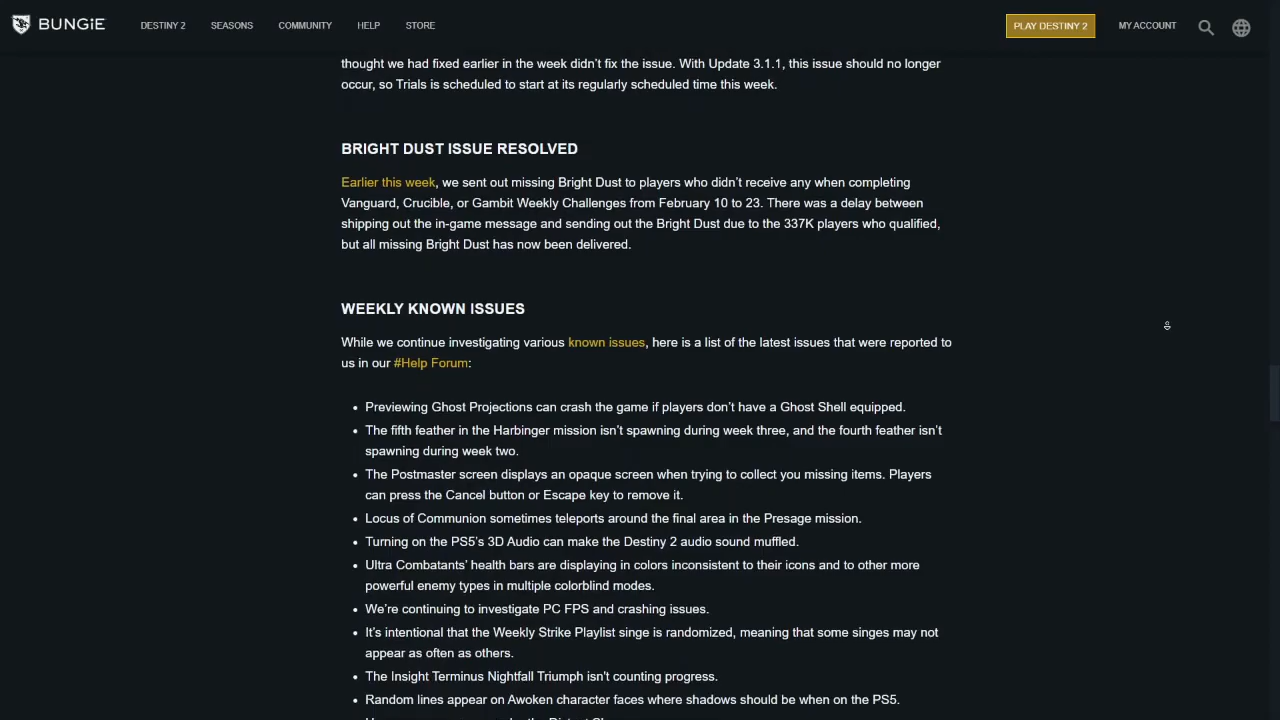 BUNGiE DESTINY 2 SEASONS COMMUNITY HELP STORE PLAY DESTINY 2 MY ACCOUNT
thought we had fixed earlier in the week didn’t fix the issue. With Update 3.1.1, this issue should no longer
occur, so Trials is scheduled to start at its regularly scheduled time this week.
BRIGHT DUST ISSUE RESOLVED
Earlier this week, we sent out missing Bright Dust to players who didn’t receive any when completing
Vanguard, Crucible, or Gambit Weekly Challenges from February 10 to 23. There was a delay between
shipping out the in-game message and sending out the Bright Dust due to the 337K players who qualified,
but all missing Bright Dust has now been delivered.
WEEKLY KNOWN ISSUES
While we continue investigating various known issues, here is a list of the latest issues that were reported to
us in our #Help Forum:
• Previewing Ghost Projections can crash the game if players don’t have a Ghost Shell equipped.
• The fifth feather in the Harbinger mission isn’t spawning during week three, and the fourth feather isn’t
spawning during week two.
• The Postmaster screen displays an opaque screen when trying to collect you missing items. Players
can press the Cancel button or Escape key to remove it.
• Locus of Communion sometimes teleports around the final area in the Presage mission.
• Turning on the PS5’s 3D Audio can make the Destiny 2 audio sound muffled.
• Ultra Combatants’ health bars are displaying in colors inconsistent to their icons and to other more
powerful enemy types in multiple colorblind modes.
• We’re continuing to investigate PC FPS and crashing issues.
• It’s intentional that the Weekly Strike Playlist singe is randomized, meaning that some singes may not
appear as often as others.
• The Insight Terminus Nightfall Triumph isn't counting progress.
• Random lines appear on Awoken character faces where shadows should be when on the PS5.